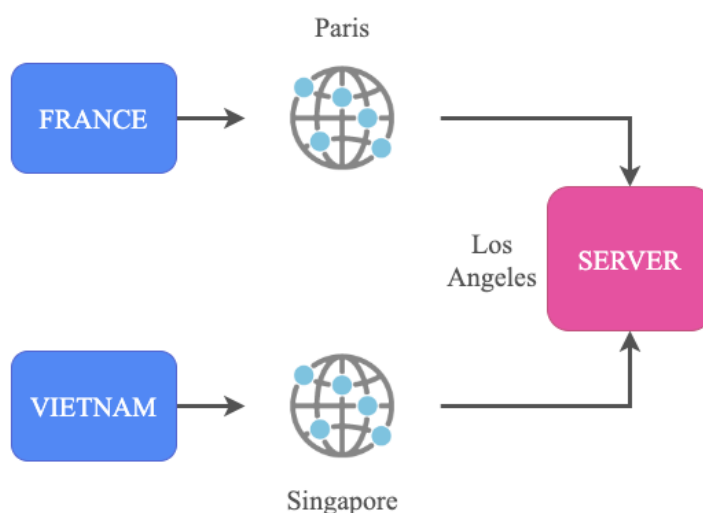 Paris
FRANCE
Los
Angeles
SERVER
VIETNAM
Singapore